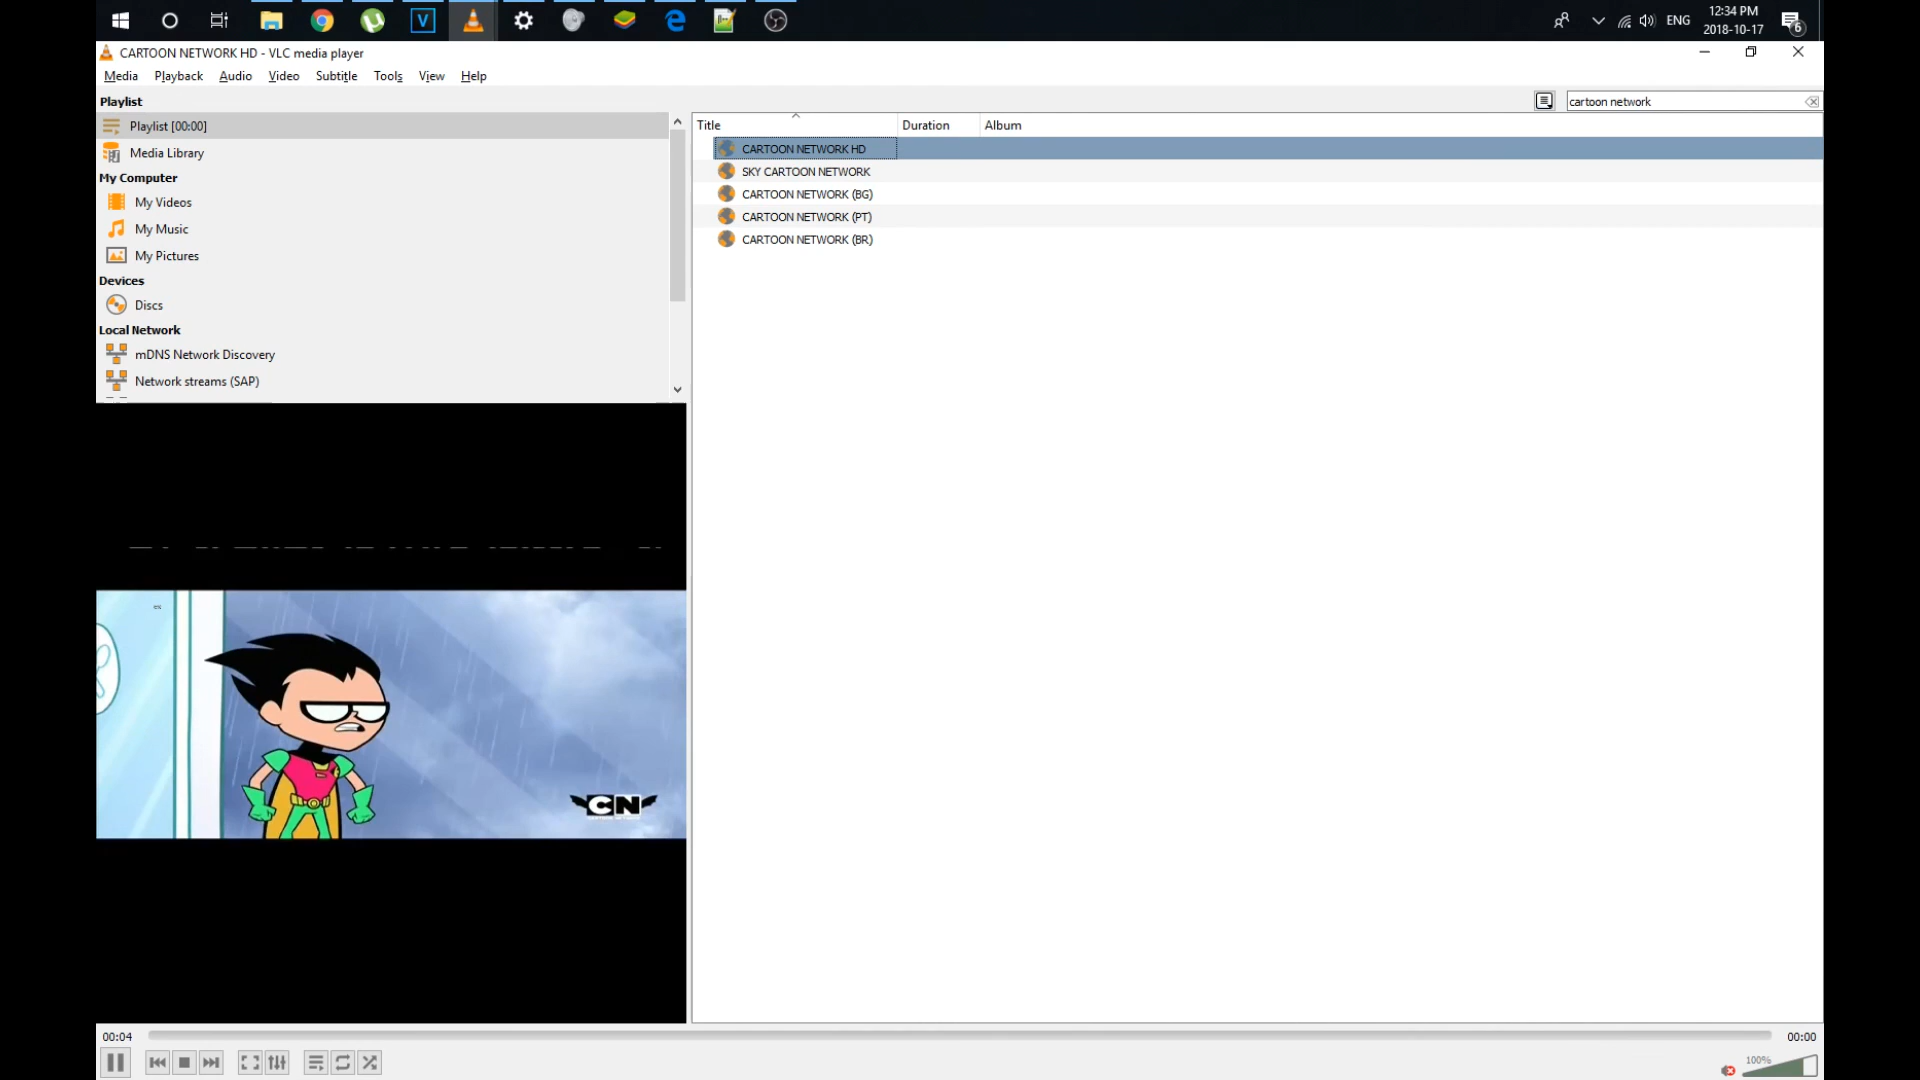 ENG
12:34 PM
2018-10-17
6
CARTOON NETWORK HD - VLC media player
Media Playback Audio Video Subtitle Tools View Help
Playlist
cartoon network
Playlist [00:00]
Media Library
My Computer
My Videos
My Music
My Pictures
Devices
Discs
Local Network
mDNS Network Discovery
Network streams (SAP)
Title Duration Album
CARTOON NETWORK HD
SKY CARTOON NETWORK
CARTOON NETWORK (BG)
CARTOON NETWORK (PT)
CARTOON NETWORK (BR)
CN
00:04
00:00
100%